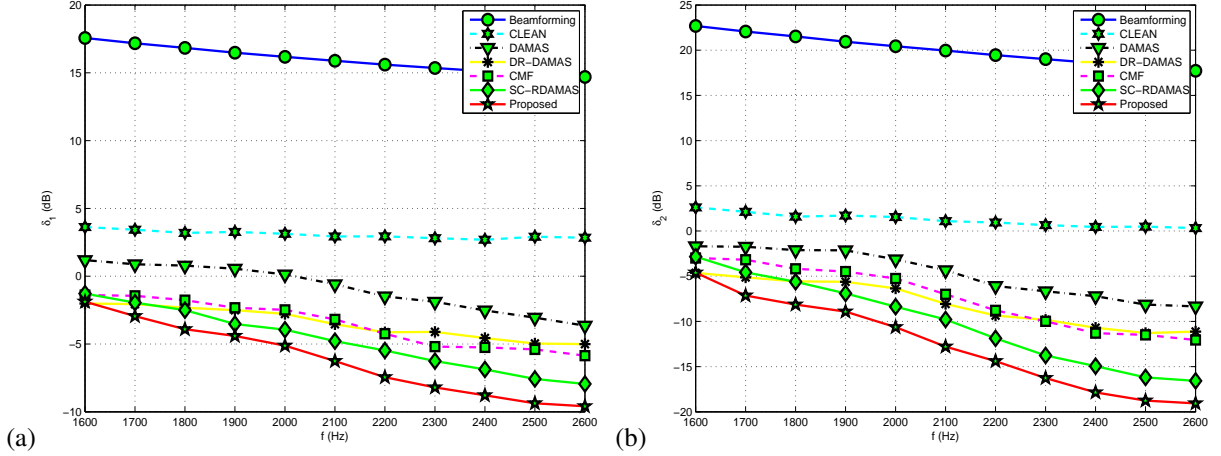 20
15
10
5
0
−5
−10
1600 1700 1800 1900 2000 2100 2200 2300 2400 2500 2600
f (Hz)
δ1 (dB)
Beamforming
CLEAN
DAMAS
DR−DAMAS
CMF
SC−RDAMAS
Proposed
(a)
25
20
15
10
5
0
−5
−10
−15
−20
1600 1700 1800 1900 2000 2100 2200 2300 2400 2500 2600
f (Hz)
δ2 (dB)
Beamforming
CLEAN
DAMAS
DR−DAMAS
CMF
SC−RDAMAS
Proposed
(b)